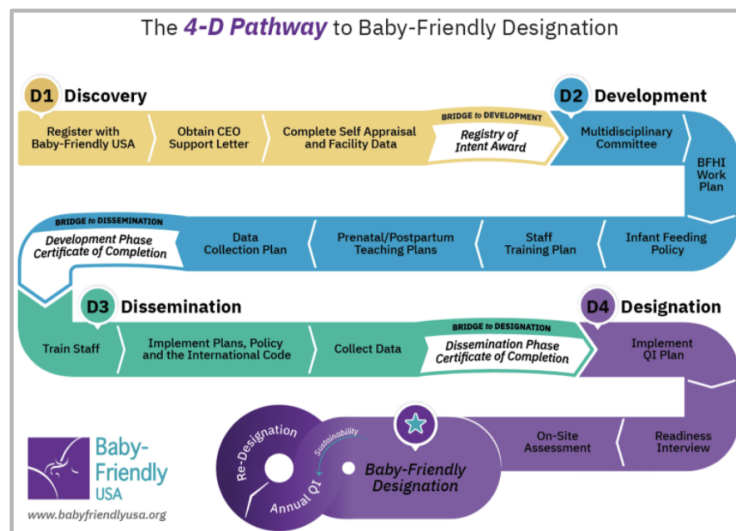 The 4-D Pathway to Baby-Friendly Designation
D1 Discovery
Register with
Baby-Friendly USA
Obtain CEO
Support Letter
Complete Self Appraisal
and Facility Data
BRIDGE to DEVELOPMENT
Registry of
Intent Award
D2 Development
Multidisciplinary
Committee
BFHI
Work
Plan
Infant Feeding
Policy
Staff
Training Plan
Prenatal/Postpartum
Teaching Plans
Data
Collection Plan
BRIDGE to DISSEMINATION
Development Phase
Certificate of Completion
D3 Dissemination
Train Staff
Implement Plans, Policy
and the International Code
Collect Data
BRIDGE to DESIGNATION
Dissemination Phase
Certificate of Completion
D4 Designation
Implement
QI Plan
Readiness
Interview
On-Site
Assessment
Baby-Friendly
Designation
Sustainability
Annual QI
Re-Designation
Baby-
Friendly
USA
www.babyfriendlyusa.org